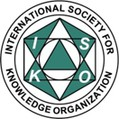 INTERNATIONAL SOCIETY FOR
KNOWLEDGE ORGANIZATION
I S
K O